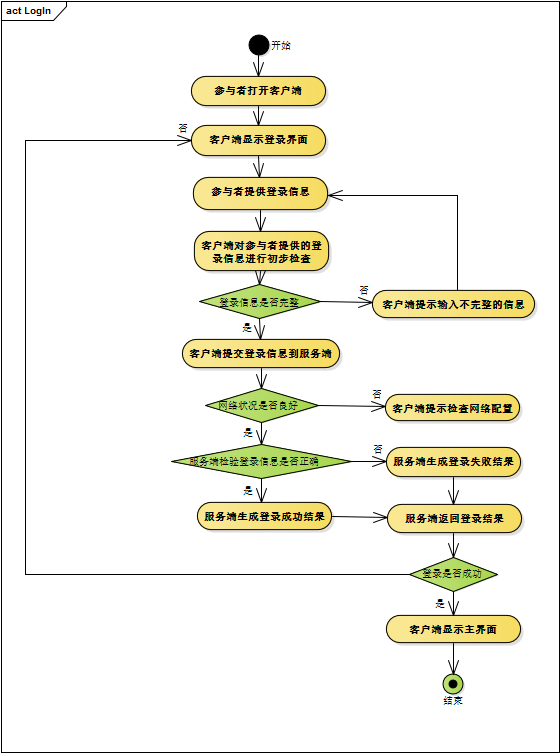 act LogIn
开始
参与者打开客户端
否
客户端显示登录界面
参与者提供登录信息
客户端对参与者提供的登
录信息进行初步检查
登录信息是否完整
否
客户端提示输入不完整的信息
是
客户端提交登录信息到服务端
网络状况是否良好
否
客户端提示检查网络配置
是
服务端检验登录信息是否正确
否
服务端生成登录失败结果
是
服务端生成登录成功结果
服务端返回登录结果
登录是否成功
是
客户端显示主界面
结束